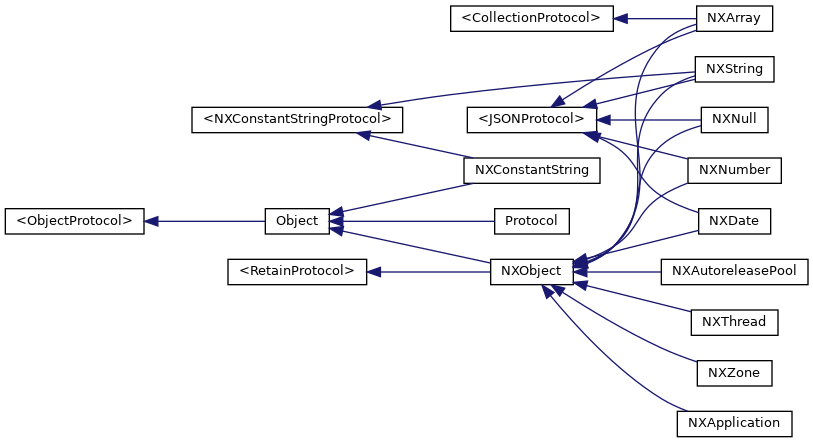 <CollectionProtocol>
NXArray
NXString
<NXConstantStringProtocol>
<JSONProtocol>
NXNull
NXConstantString
NXNumber
<ObjectProtocol>
Object
Protocol
NXDate
<RetainProtocol>
NXObject
NXAutoreleasePool
NXThread
NXZone
NXApplication